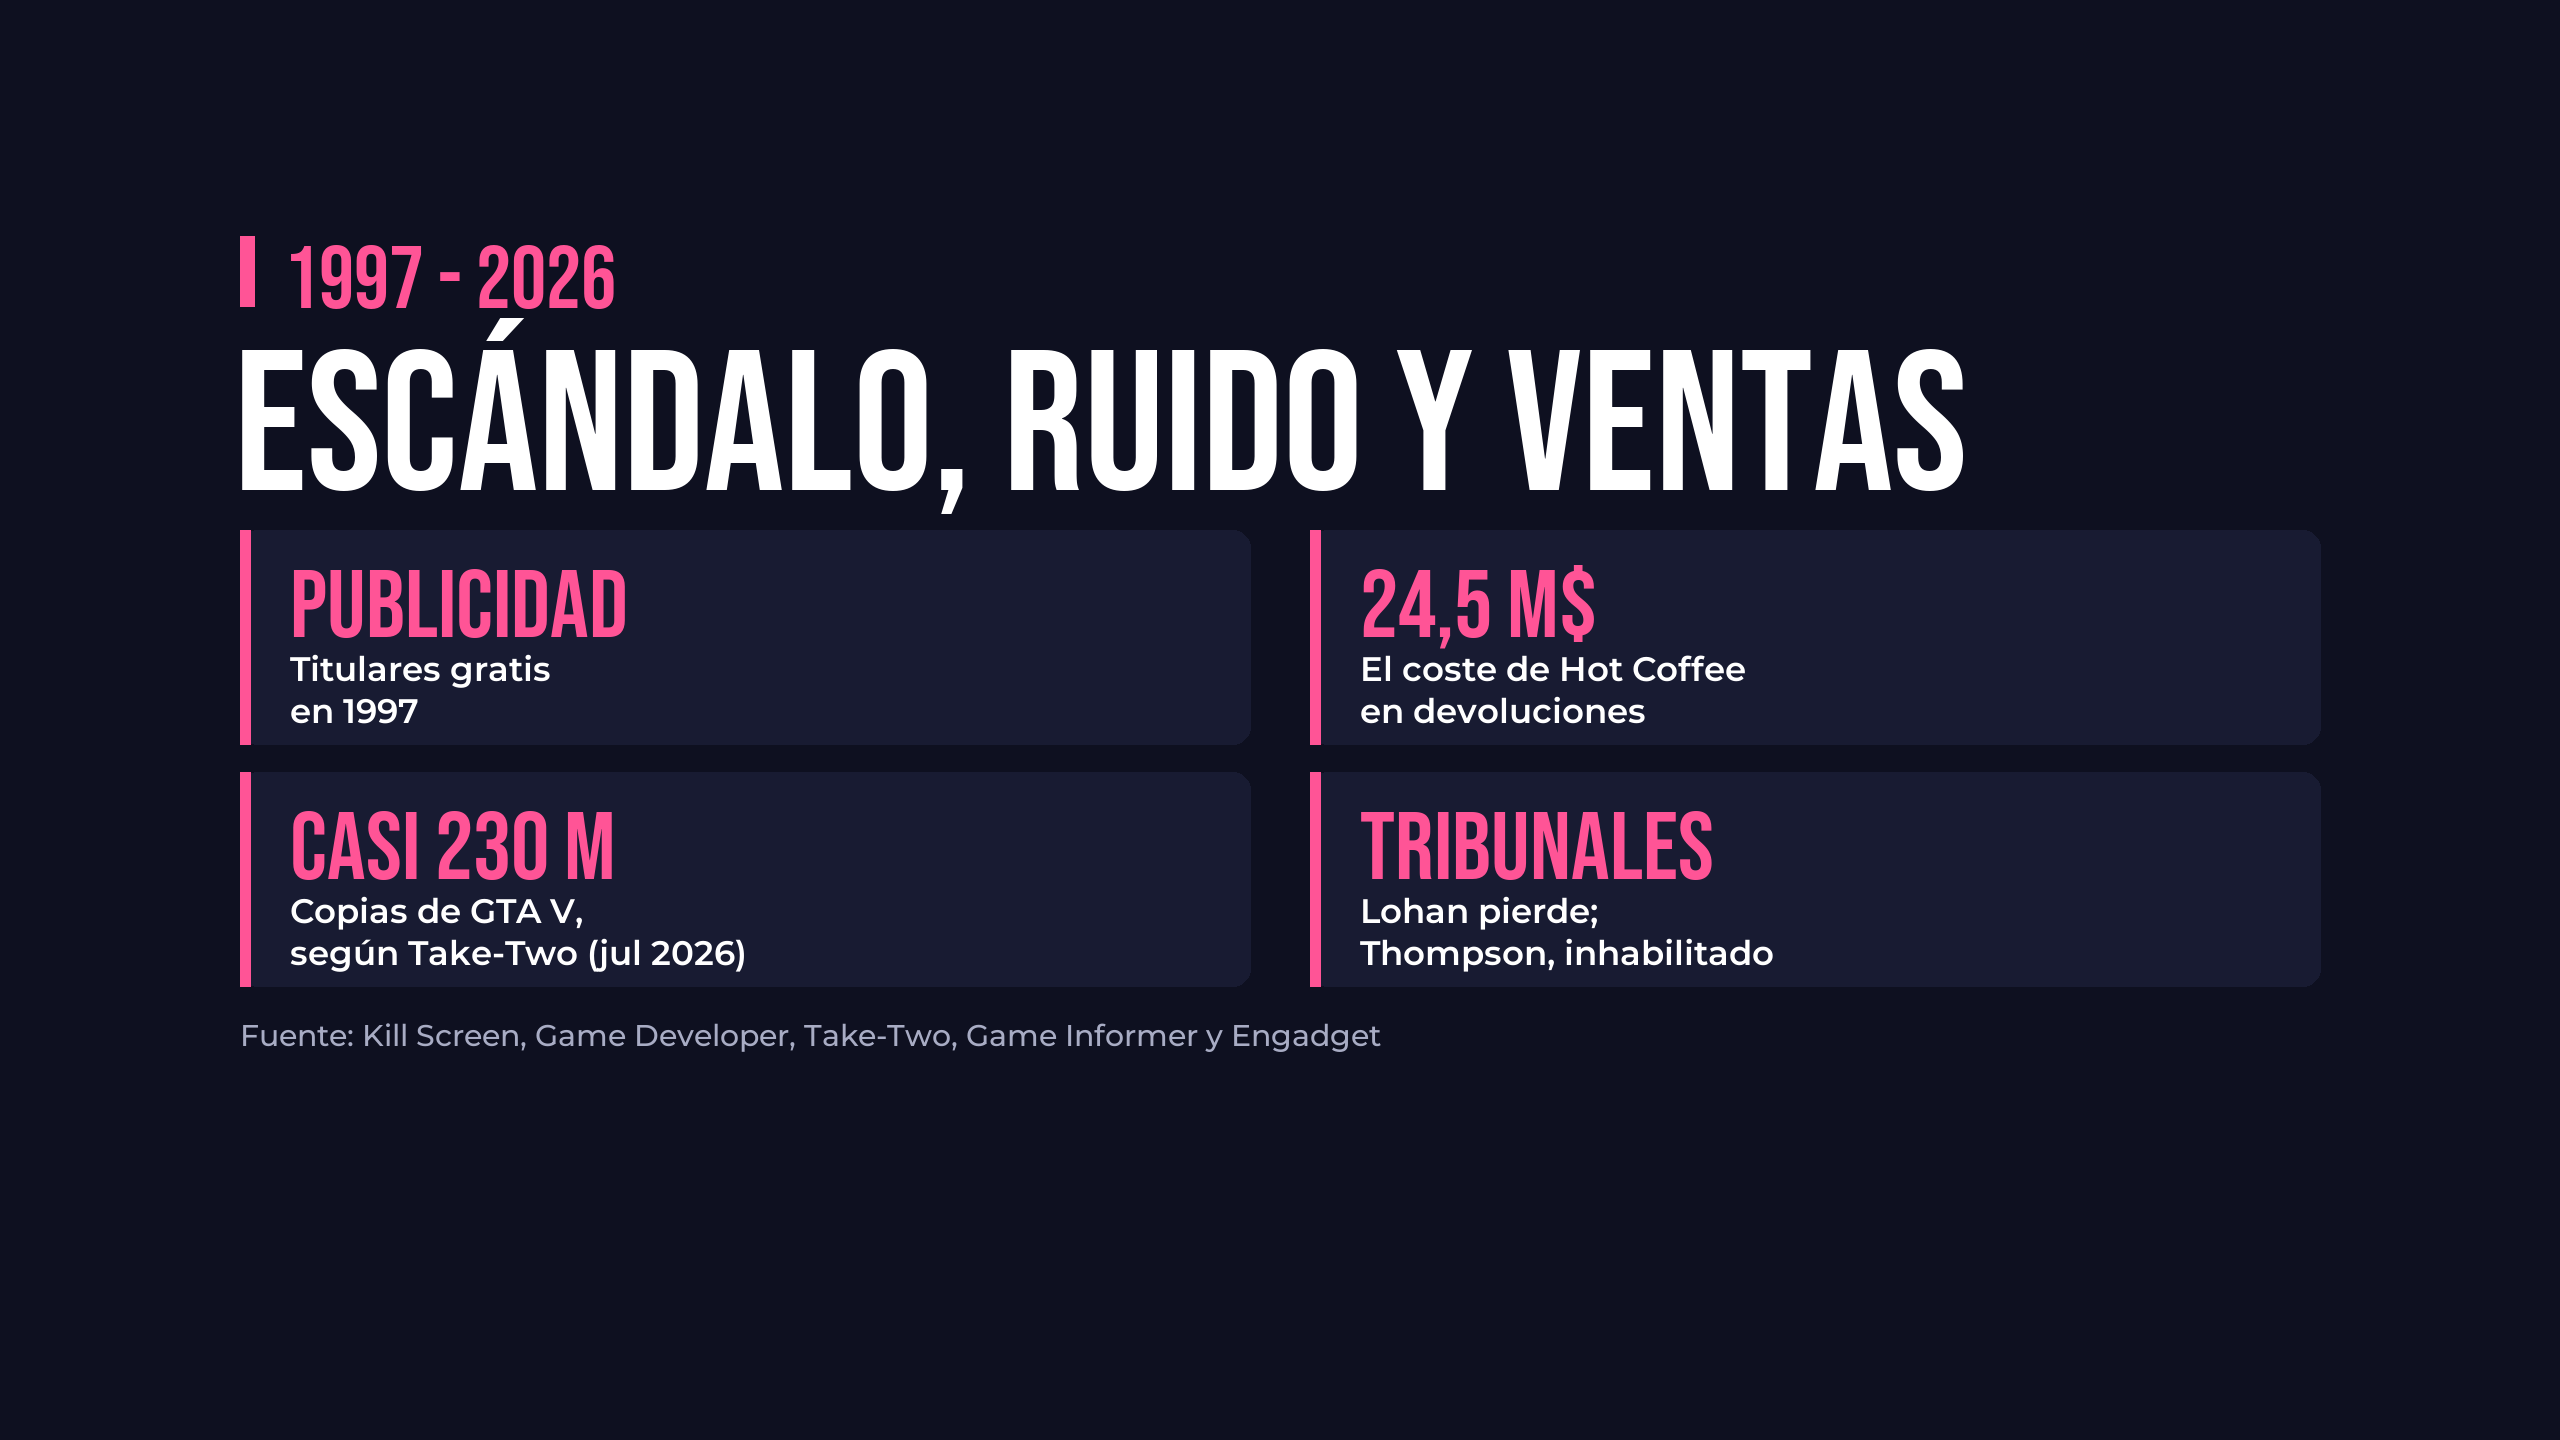 1997 - 2026
ESCÁNDALO, RUIDO Y VENTAS
PUBLICIDAD
Titulares gratis
en 1997
24,5 M$
El coste de Hot Coffee
en devoluciones
CASI 230 M
Copias de GTA V,
según Take-Two (jul 2026)
TRIBUNALES
Lohan pierde;
Thompson, inhabilitado
Fuente: Kill Screen, Game Developer, Take-Two, Game Informer y Engadget